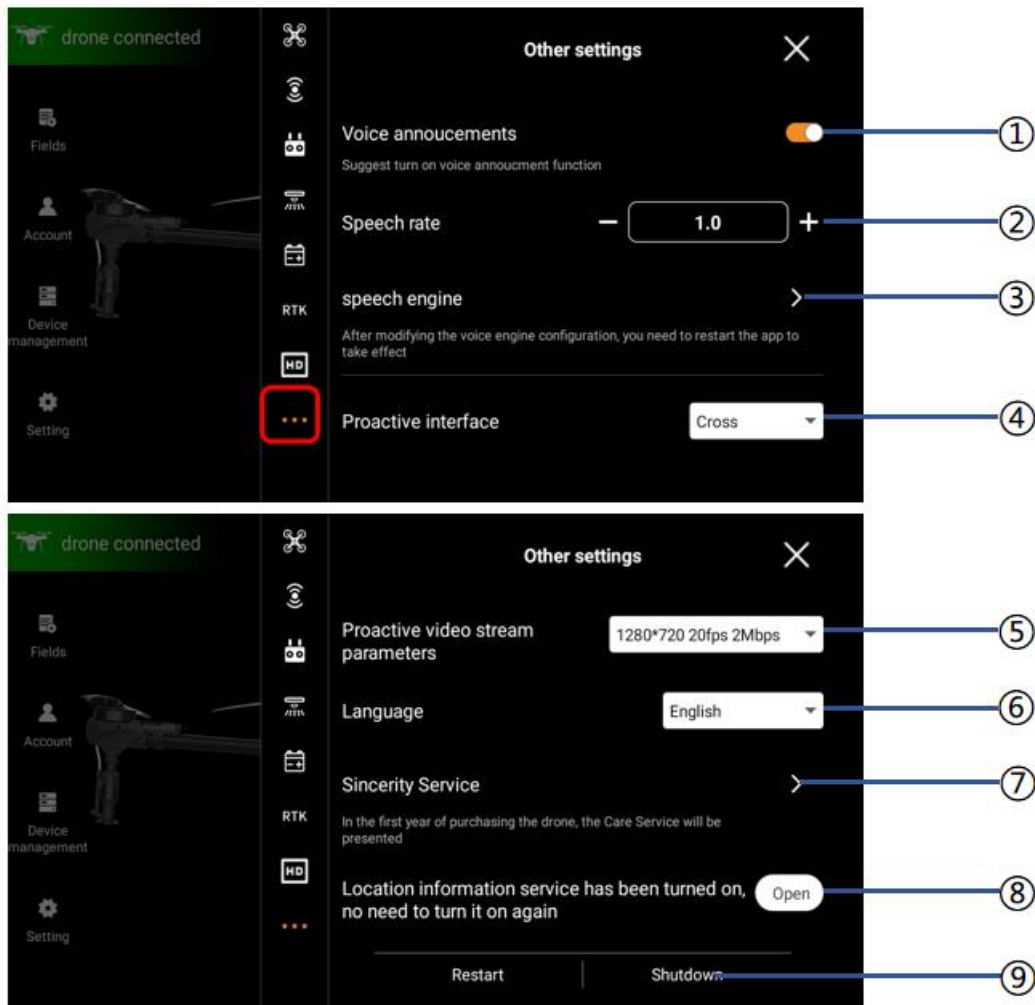 drone connected
Other settings
Fields
Voice annoucements
①
Suggest turn on voice annoucment function
Account
Speech rate
1.0
②
RTK
speech engine
③
Device
management
After modifying the voice engine configuration, you need to restart the app to
take effect
HD
Setting
Proactive interface
Cross
④
drone connected
Other settings
Fields
Proactive video stream
parameters
1280*720 20fps 2Mbps
⑤
Account
Language
English
⑥
Sincerity Service
⑦
RTK
In the first year of purchasing the drone, the Care Service will be
presented
Device
management
HD
Location information service has been turned on,
no need to turn it on again
Open
⑧
Setting
Restart
Shutdown
⑨